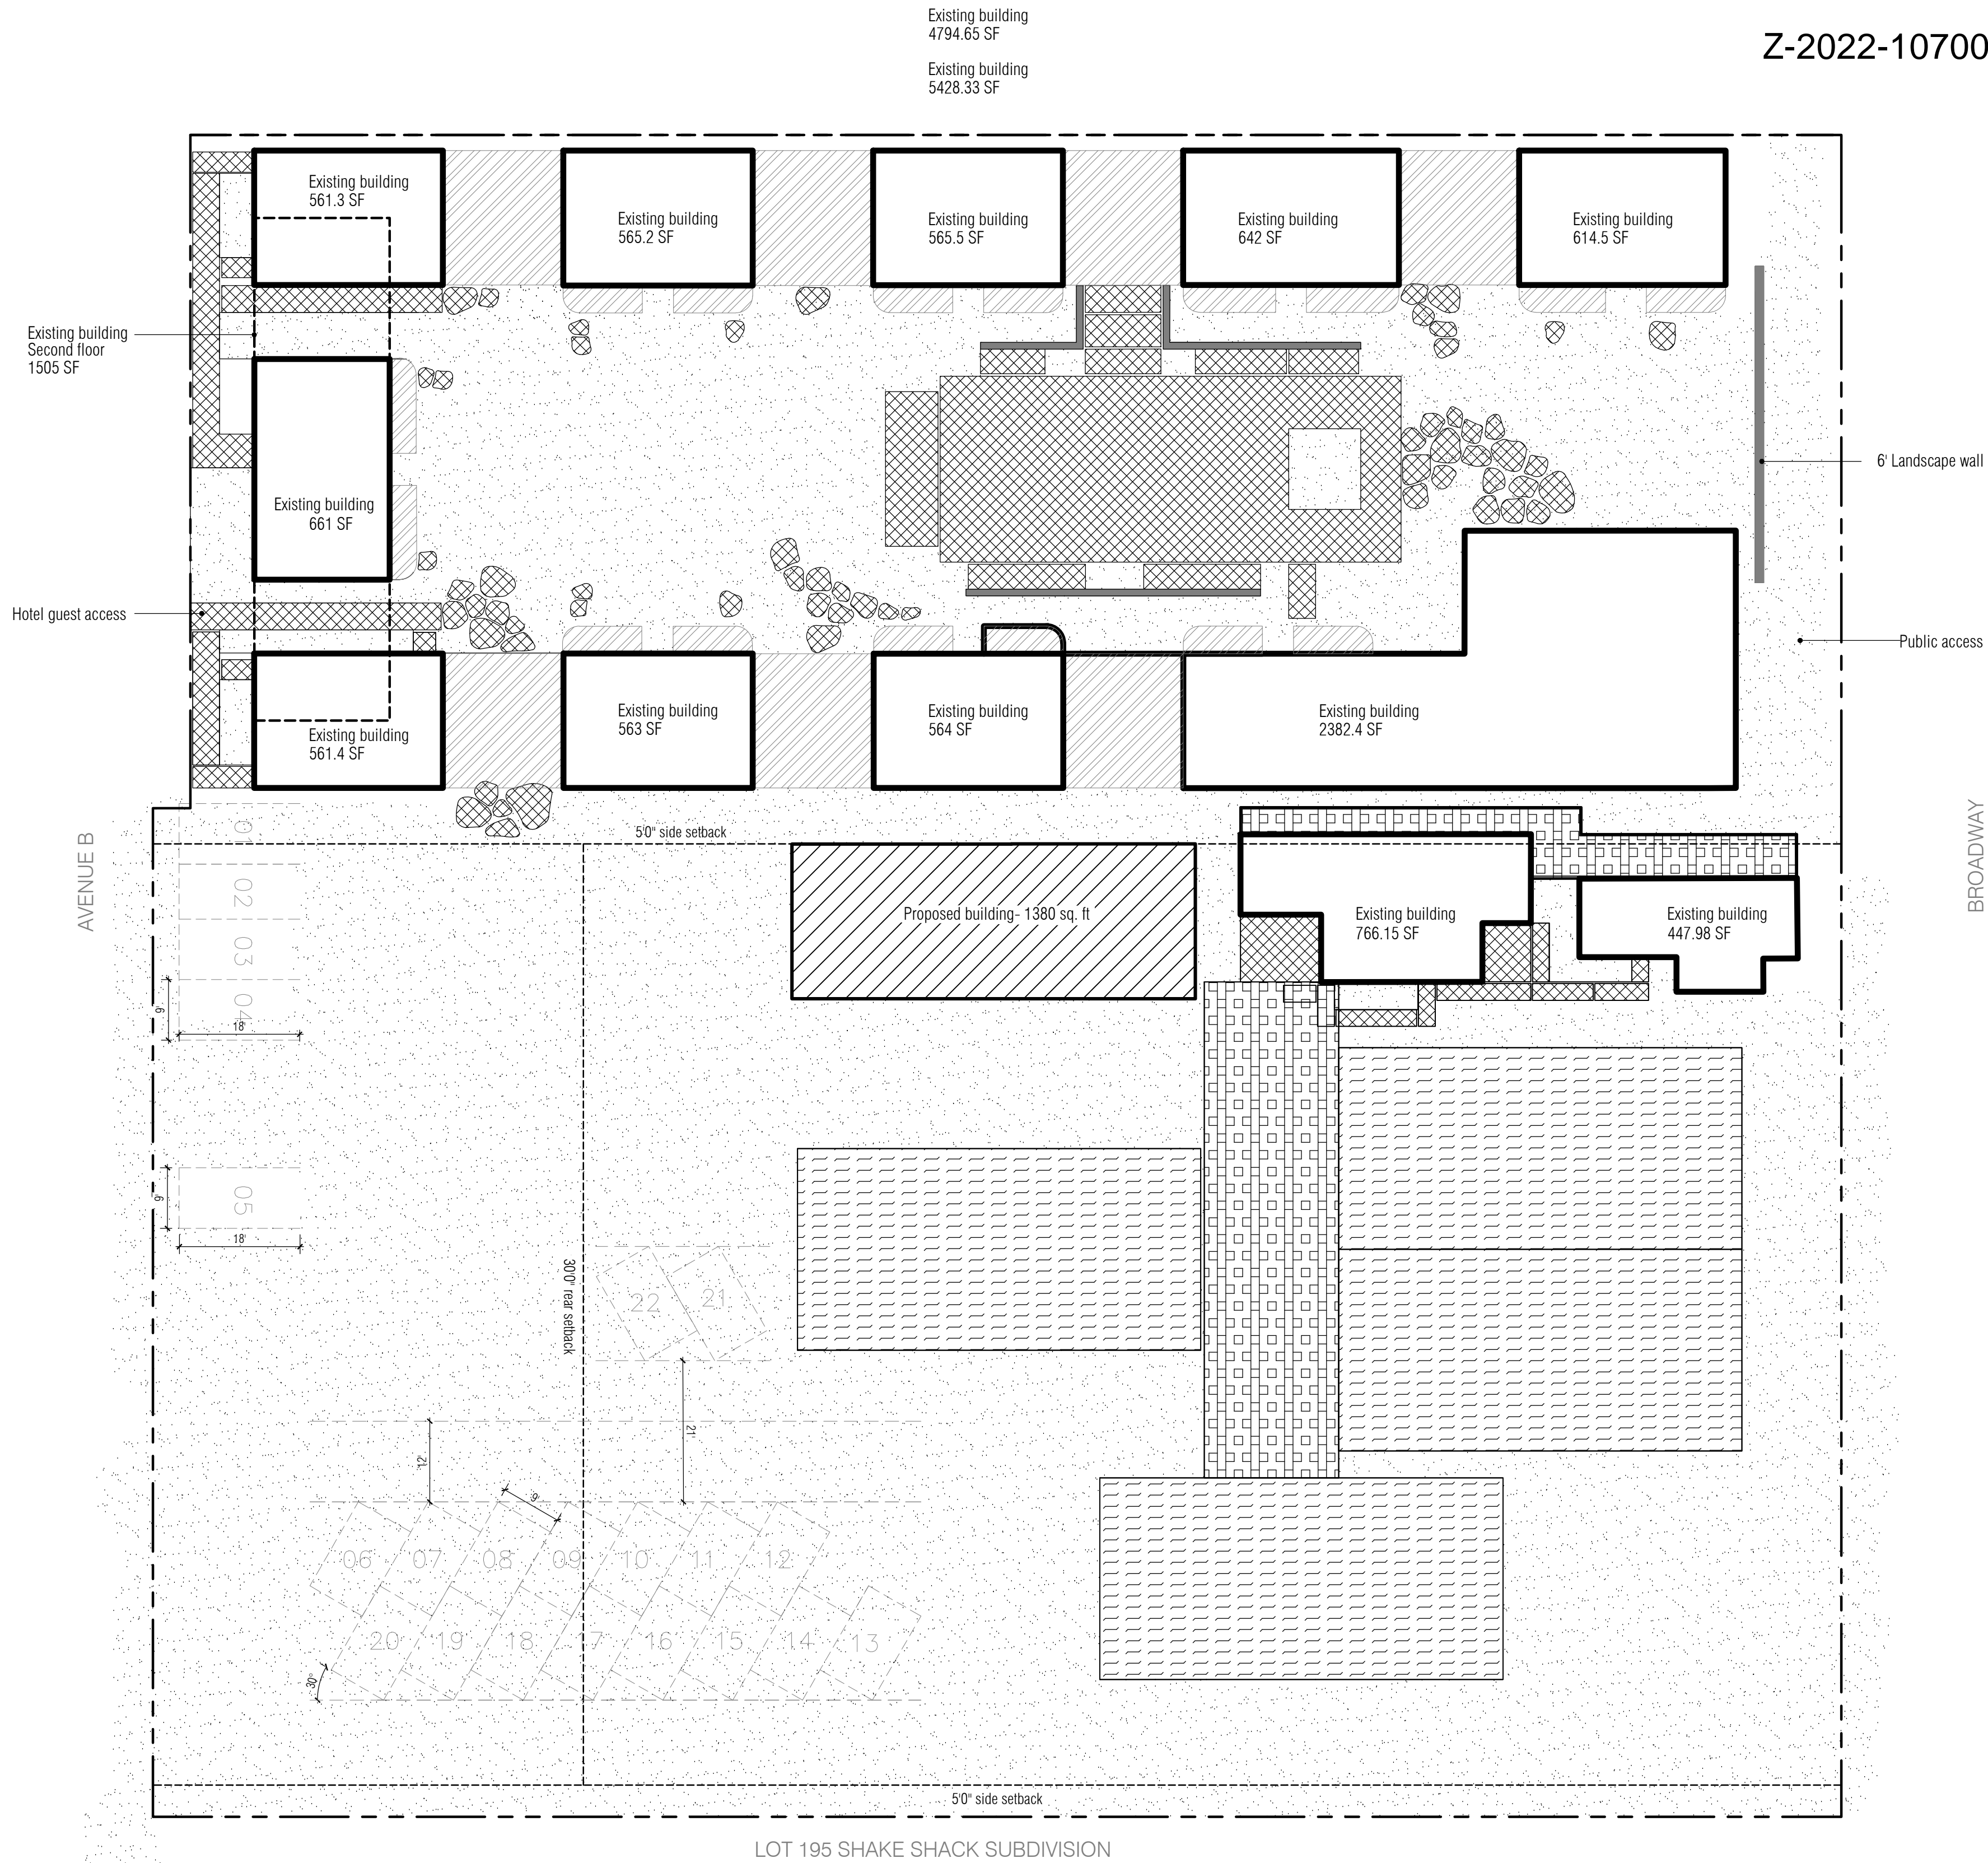 Existing building
4794.65 SF
Z-2022-10700
Existing building
5428.33 SF
Existing building
561.3 SF
Existing building
565.2 SF
Existing building
565.5 SF
Existing building
642 SF
Existing building
614.5 SF
Existing building
Second floor
1505 SF
6' Landscape wall
Existing building
661 SF
Hotel guest access
Public access
Existing building
561.4 SF
Existing building
563 SF
Existing building
564 SF
Existing building
2382.4 SF
AVENUE B
BROADWAY
01
02
03
04
9'
18'
5'0" side setback
Proposed building- 1380 sq. ft
Existing building
766.15 SF
Existing building
447.98 SF
05
9'
18'
30'0" rear setback
22
21
12'
21'
9'
06
07
08
09
10
11
12
20
19
18
17
16
15
14
13
30°
5'0" side setback
LOT 195 SHAKE SHACK SUBDIVISION